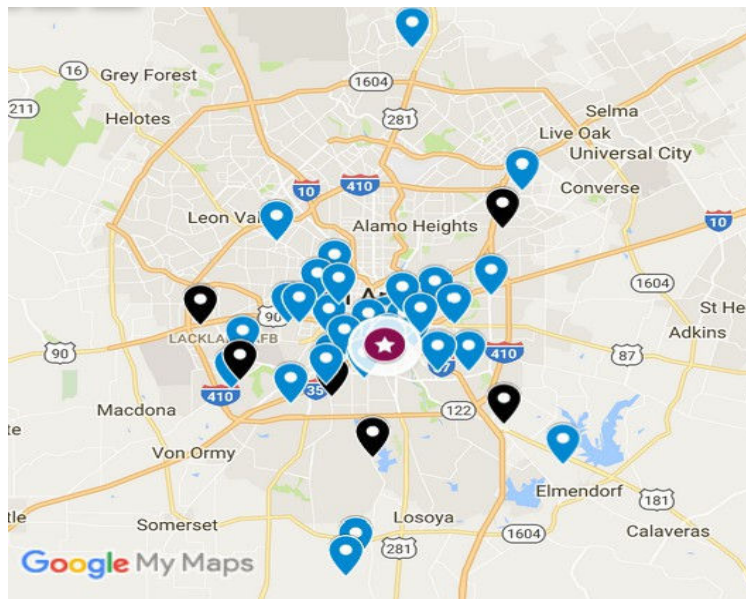 16
Grey Forest
1604
211
Helotes
281
Selma
Live Oak
Universal City
10
410
Converse
Leon Val
Alamo Heights
10
1604
90
St He
Adkins
LACKLAND AFB
90
410
87
410
35
Macdona
122
Von Ormy
Elmendorf
181
Somerset
Losoya
1604
Calaveras
281
Google My Maps